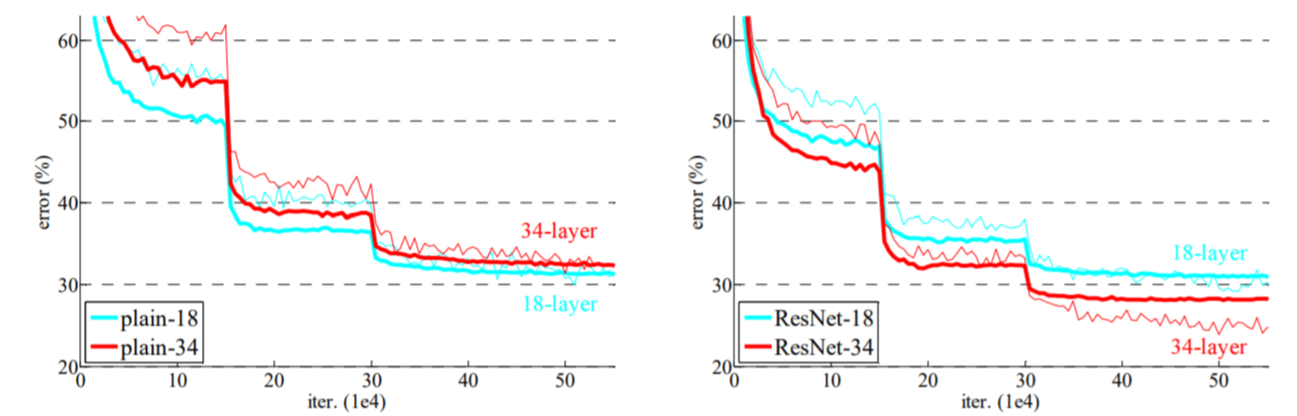 60
50
40
30
20
error (%)
34-layer
18-layer
plain-18
plain-34
0 10 20 30 40 50
iter. (1e4)
60
50
40
30
20
error (%)
18-layer
34-layer
ResNet-18
ResNet-34
0 10 20 30 40 50
iter. (1e4)